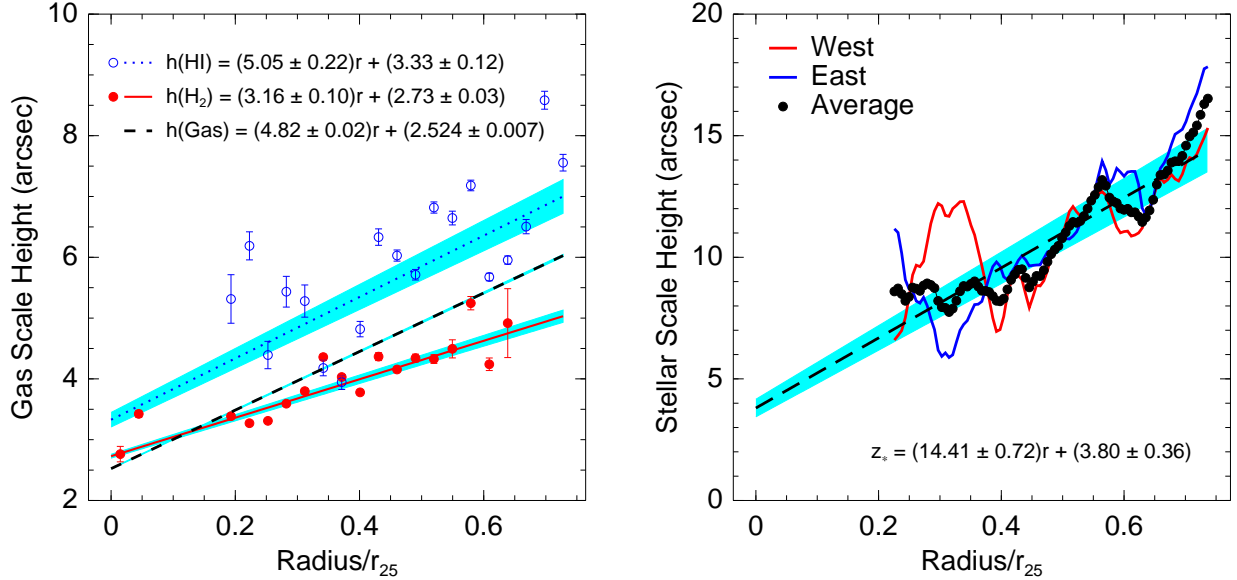 10
8
6
4
2
Gas Scale Height (arcsec)
h(HI) = (5.05 ± 0.22)r + (3.33 ± 0.12)
h(H₂) = (3.16 ± 0.10)r + (2.73 ± 0.03)
h(Gas) = (4.82 ± 0.02)r + (2.524 ± 0.007)
0 0.2 0.4 0.6
Radius/r₂₅
20
15
10
5
0
Stellar Scale Height (arcsec)
West
East
Average
z* = (14.41 ± 0.72)r + (3.80 ± 0.36)
0 0.2 0.4 0.6
Radius/r₂₅